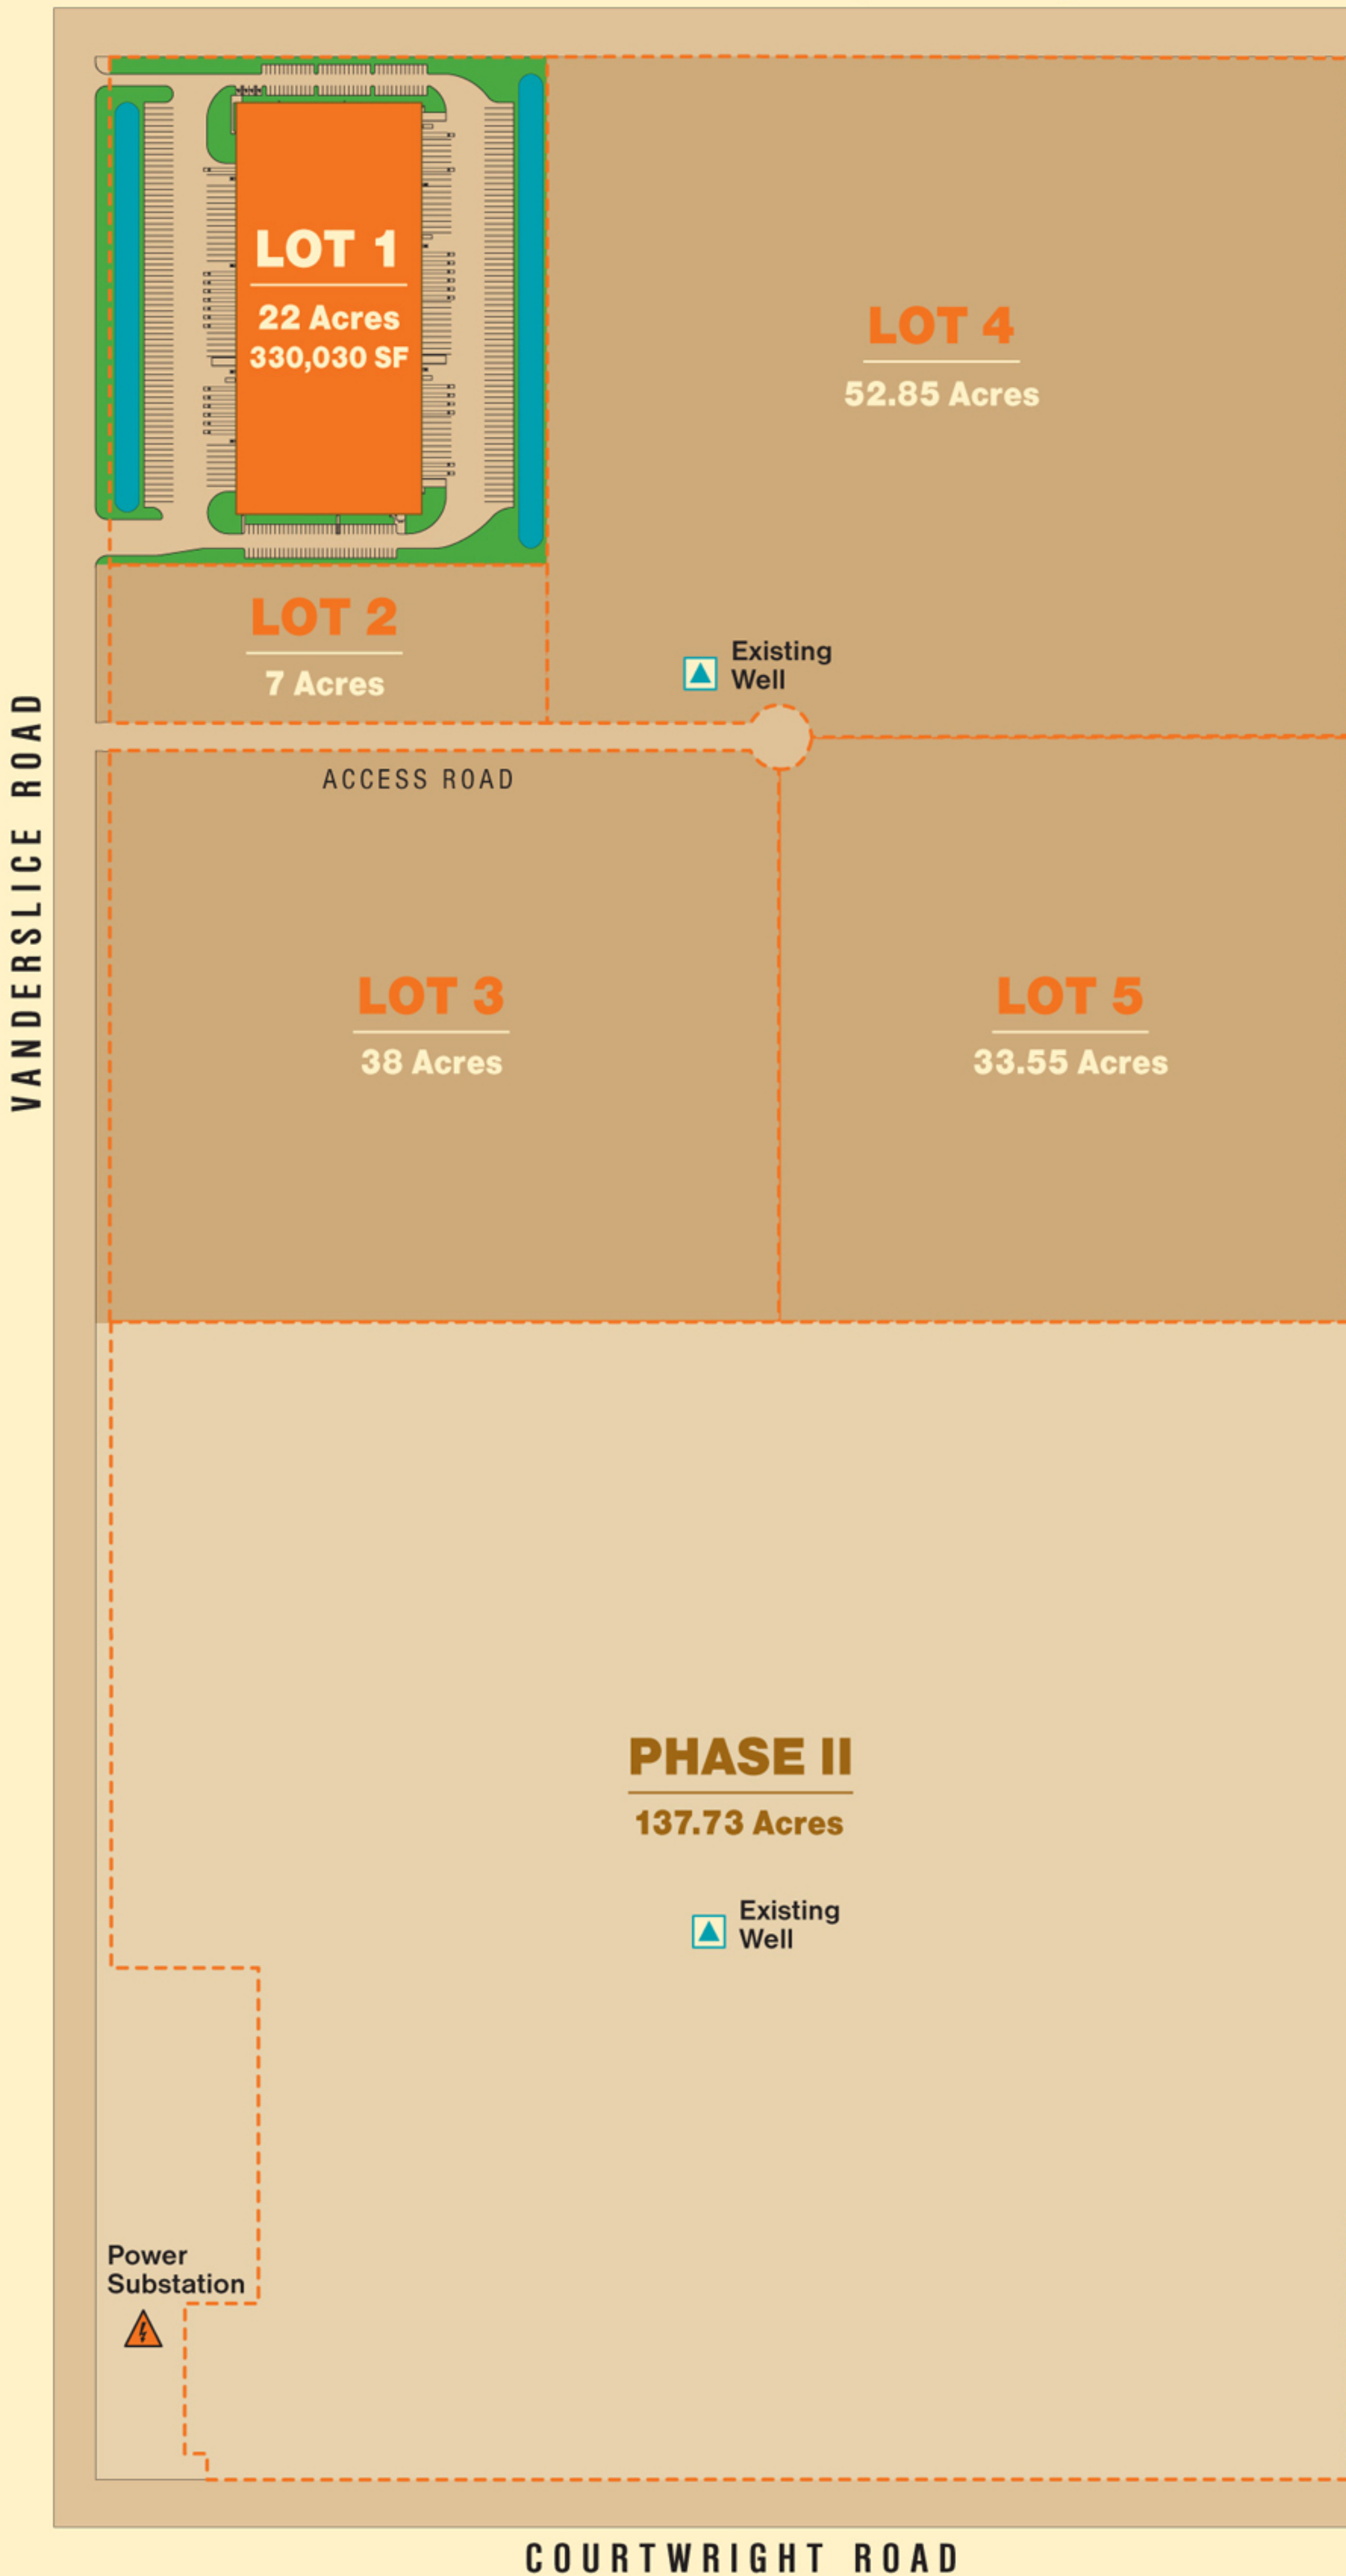 LOT 1
22 Acres
330,030 SF
LOT 4
52.85 Acres
LOT 2
7 Acres
Existing
Well
VANDERSLICE ROAD
ACCESS ROAD
LOT 3
38 Acres
LOT 5
33.55 Acres
PHASE II
137.73 Acres
Existing
Well
Power
Substation
COURTWRIGHT ROAD